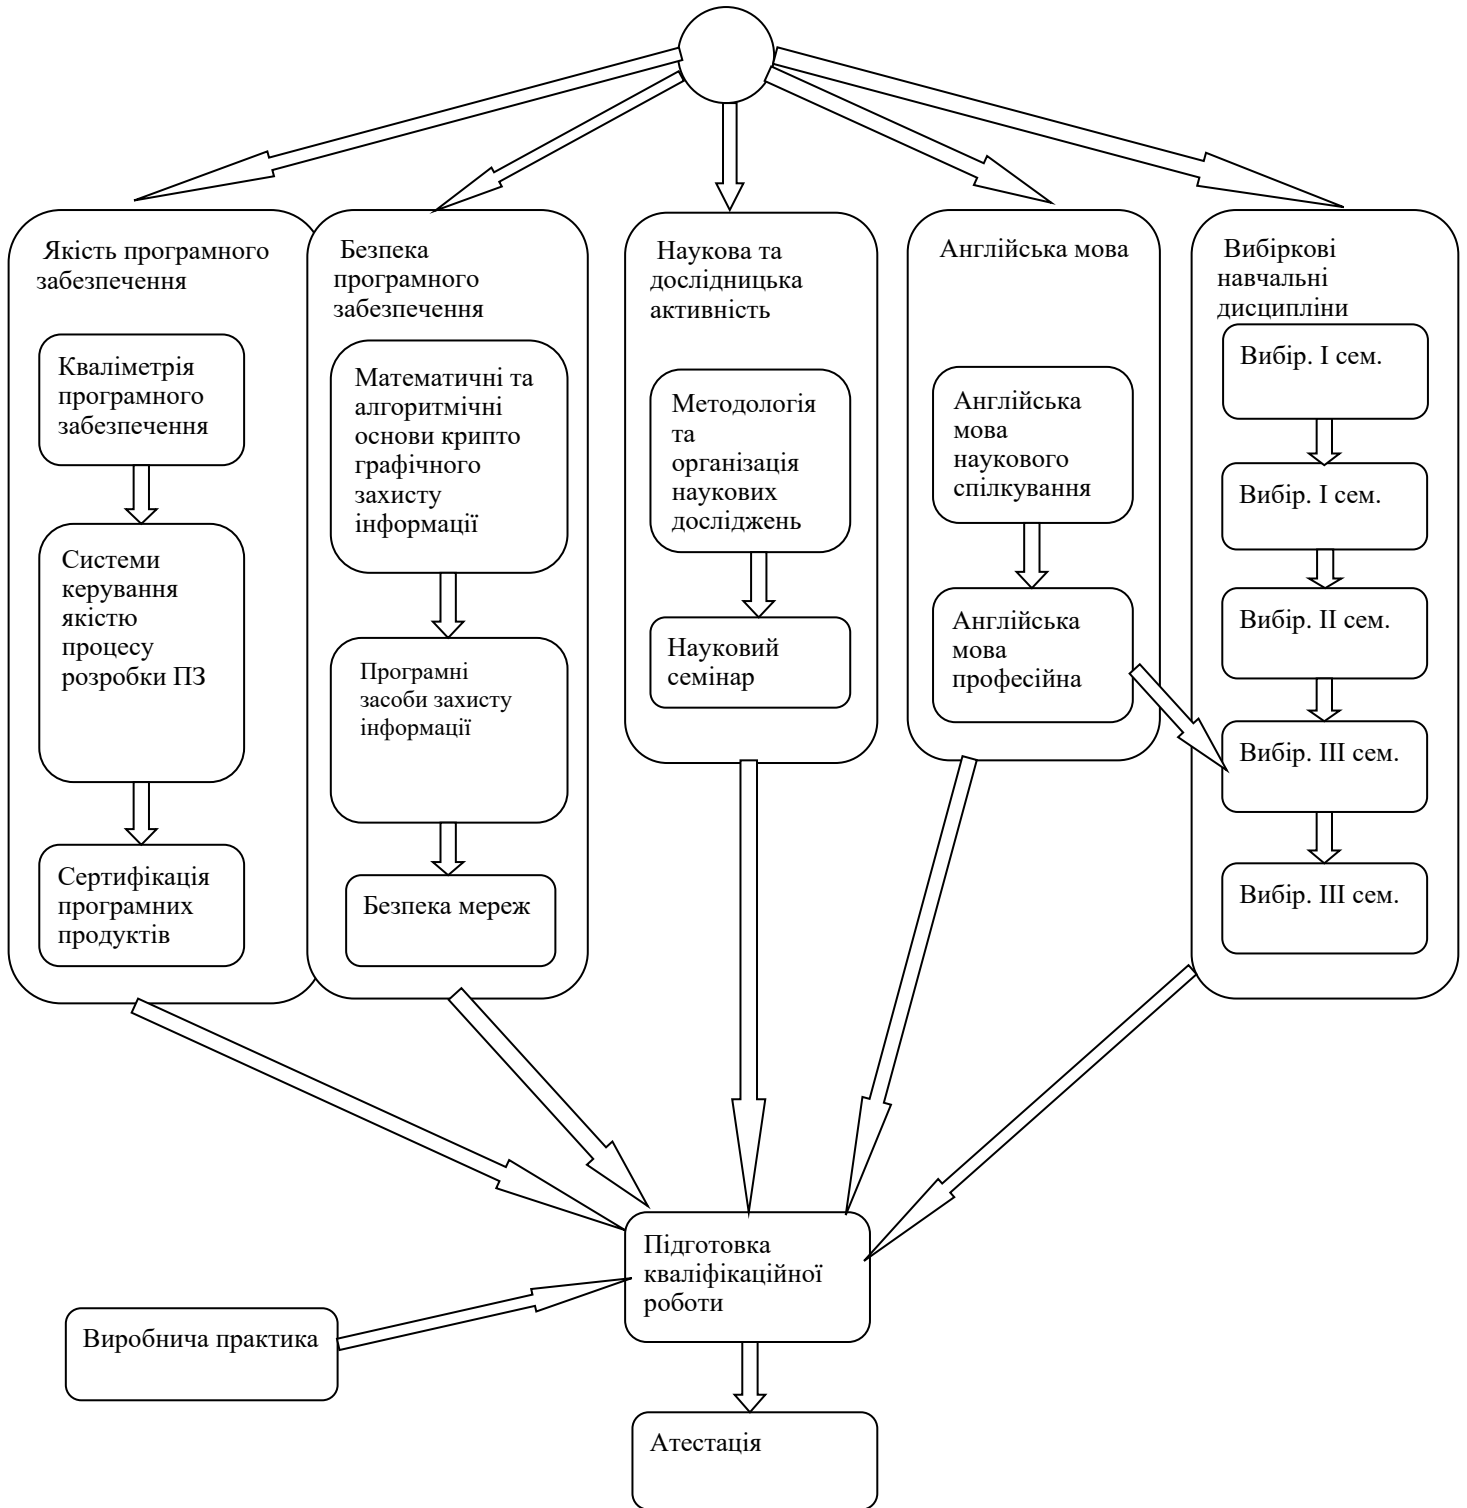 Якість програмного
забезпечення
Кваліметрія
програмного
забезпечення
Системи
керування
якістю
процесу
розробки ПЗ
Сертифікація
програмних
продуктів
Безпека
програмного
забезпечення
Математичні та
алгоритмічні
основи крипто
графічного
захисту
інформації
Програмні
засоби захисту
інформації
Безпека мереж
Наукова та
дослідницька
активність
Методологія
та
організація
наукових
досліджень
Науковий
семінар
Англійська мова
Англійська
мова
наукового
спілкування
Англійська
мова
професійна
Вибіркові
навчальні
дисципліни
Вибір. I сем.
Вибір. I сем.
Вибір. II сем.
Вибір. III сем.
Вибір. III сем.
Підготовка
кваліфікаційної
роботи
Виробнича практика
Атестація